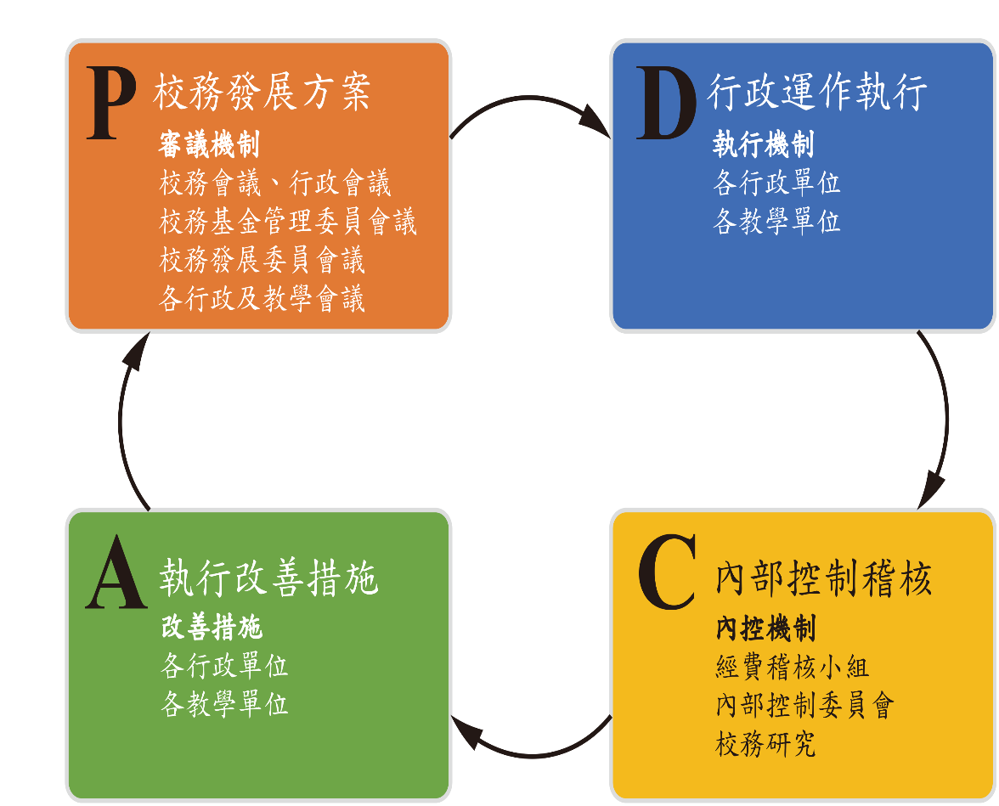 P 校務發展方案
審議機制
校務會議、行政會議
校務基金管理委員會議
校務發展委員會議
各行政及教學會議
D 行政運作執行
執行機制
各行政單位
各教學單位
C 內部控制稽核
內控機制
經費稽核小組
內部控制委員會
校務研究
A 執行改善措施
改善措施
各行政單位
各教學單位